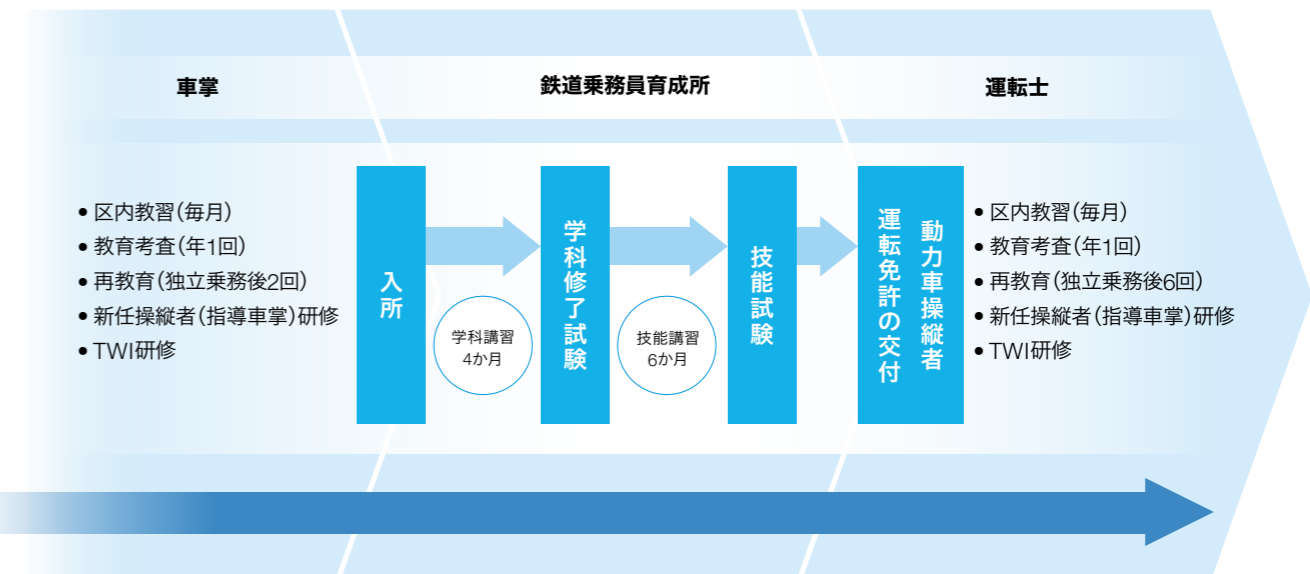 車掌
鉄道乗務員育成所
運転士
• 区内教習(毎月)
• 教育考査(年1回)
• 再教育(独立乗務後2回)
• 新任操縦者(指導車掌)研修
• TWI研修
入所
学科講習
4か月
学科修了試験
技能講習
6か月
技能試験
動力車操縦者
運転免許の交付
• 区内教習(毎月)
• 教育考査(年1回)
• 再教育(独立乗務後6回)
• 新任操縦者(指導車掌)研修
• TWI研修